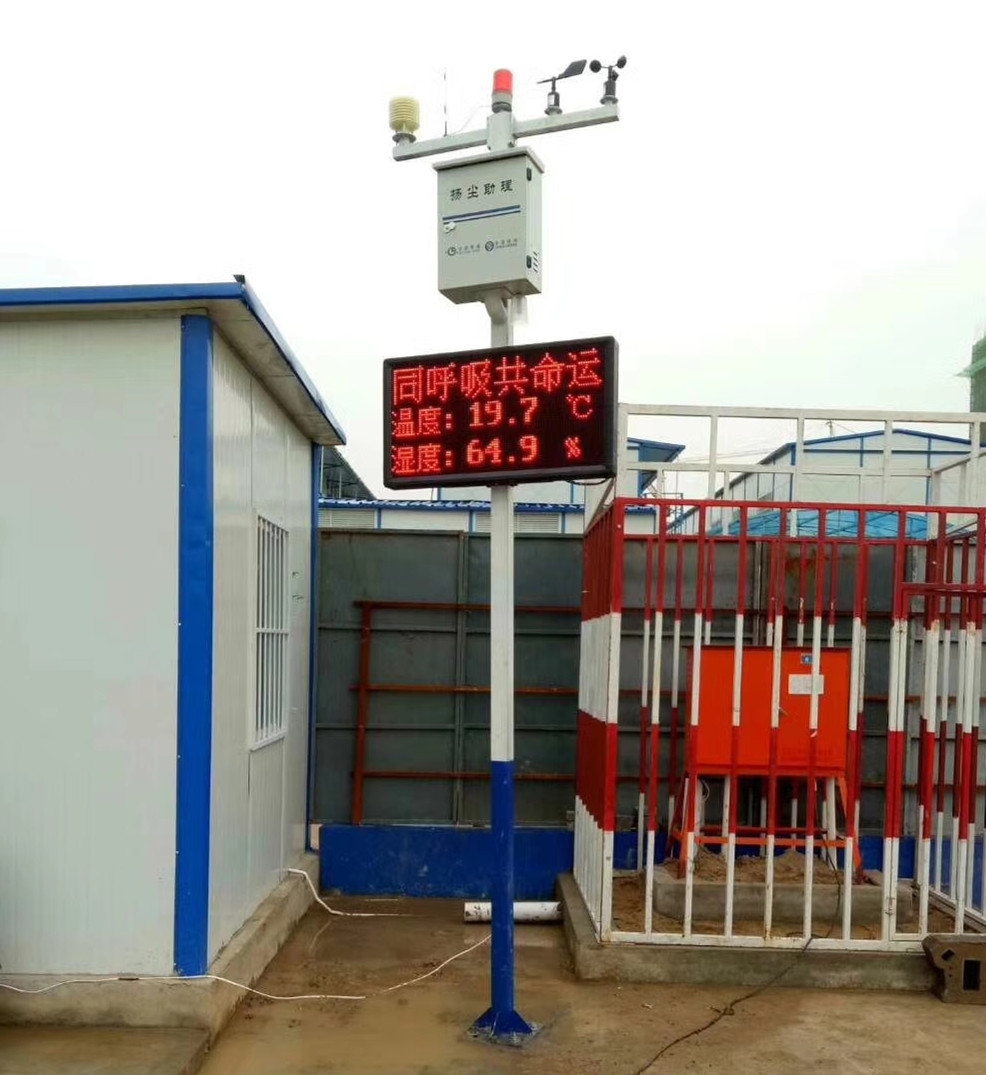 扬尘助理
同呼吸共命运
温度: 19.7 ℃
湿度: 64.9 %